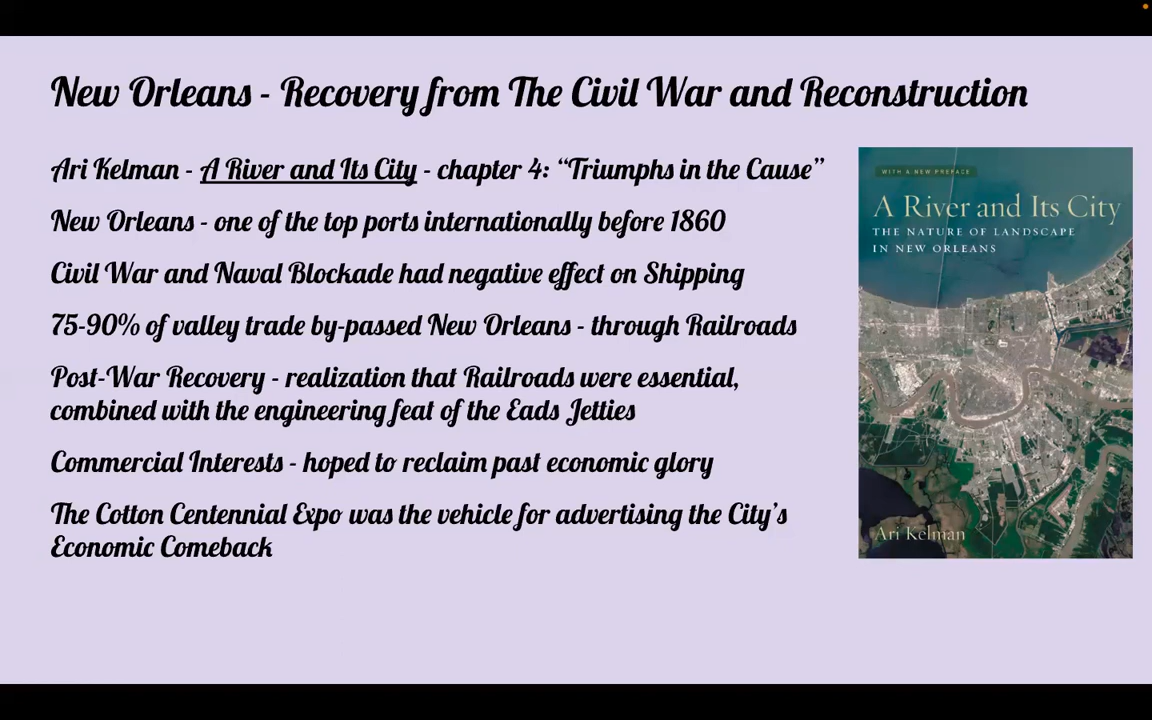 New Orleans - Recovery from The Civil War and Reconstruction
Ari Kelman - A River and Its City - chapter 4: “Triumphs in the Cause”
New Orleans - one of the top ports internationally before 1860
Civil War and Naval Blockade had negative effect on Shipping
75-90% of valley trade by-passed New Orleans - through Railroads
Post-War Recovery - realization that Railroads were essential,
combined with the engineering feat of the Eads Jetties
Commercial Interests - hoped to reclaim past economic glory
The Cotton Centennial Expo was the vehicle for advertising the City’s
Economic Comeback
WITH A NEW PREFACE
A River and Its City
THE NATURE OF LANDSCAPE
IN NEW ORLEANS
Ari Kelman